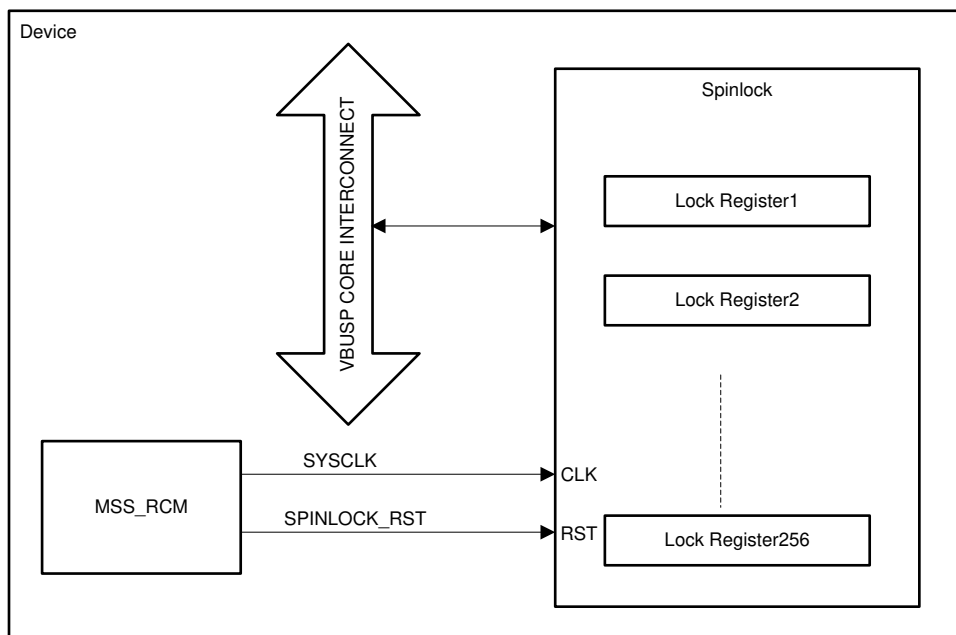 Device
Spinlock
VBUSP CORE INTERCONNECT
Lock Register1
Lock Register2
MSS_RCM
SYSCLK
CLK
SPINLOCK_RST
RST
Lock Register256